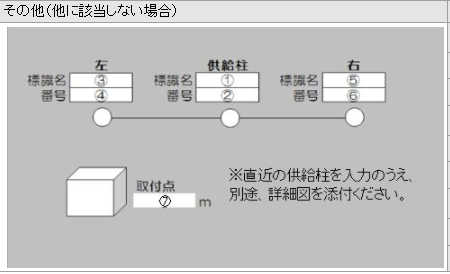 その他(他に該当しない場合)
左 供給柱 右
標識名 ③ 標識名 ① 標識名 ⑤
番号 ④ 番号 ② 番号 ⑥
取付点
⑦ m
※直近の供給柱を入力のうえ、
別途、詳細図を添付ください。